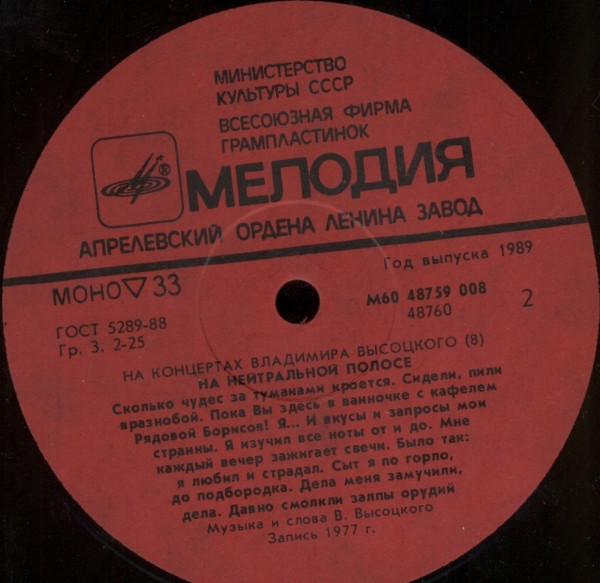 МИНИСТЕРСТВО
КУЛЬТУРЫ СССР
ВСЕСОЮЗНАЯ ФИРМА
ГРАМПЛАСТИНОК
®
МЕЛОДИЯ
АПРЕЛЕВСКИЙ ОРДЕНА ЛЕНИНА ЗАВОД
МОНО ▽ 33
Год выпуска 1989
ГОСТ 5289-88
Гр. 3. 2-25
М60 48759 008
48760
2
НА КОНЦЕРТАХ ВЛАДИМИРА ВЫСОЦКОГО (8)
НА НЕЙТРАЛЬНОЙ ПОЛОСЕ
Сколько чудес за туманами кроется. Сидели, пили
вразнобой. Пока Вы здесь в ванночке с кафелем
Рядовой Борисов! Я... И вкусы и запросы мои
странны. Я изучил все ноты от и до. Мне
каждый вечер зажигает свечи. Было так:
я любил и страдал. Сыт я по горло,
до подбородка. Дела меня замучили,
дела. Давно смолкли залпы орудий
Музыка и слова В. Высоцкого
Запись 1977 г.